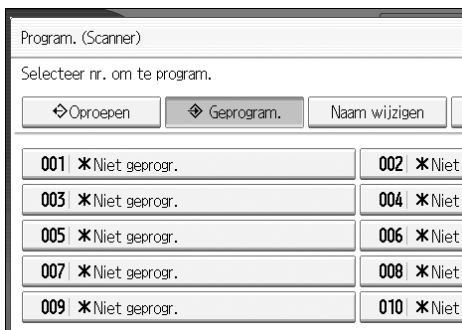 Program. (Scanner)
Selecteer nr. om te program.
Oproepen Geprogram. Naam wijzigen
001 *Niet geprogr. 002 *Niet
003 *Niet geprogr. 004 *Niet
005 *Niet geprogr. 006 *Niet
007 *Niet geprogr. 008 *Niet
009 *Niet geprogr. 010 *Niet